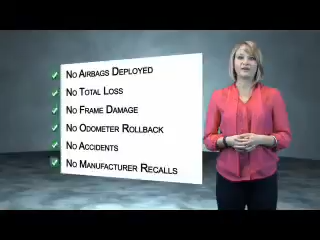 No Airbags Deployed
No Total Loss
No Frame Damage
No Odometer Rollback
No Accidents
No Manufacturer Recalls